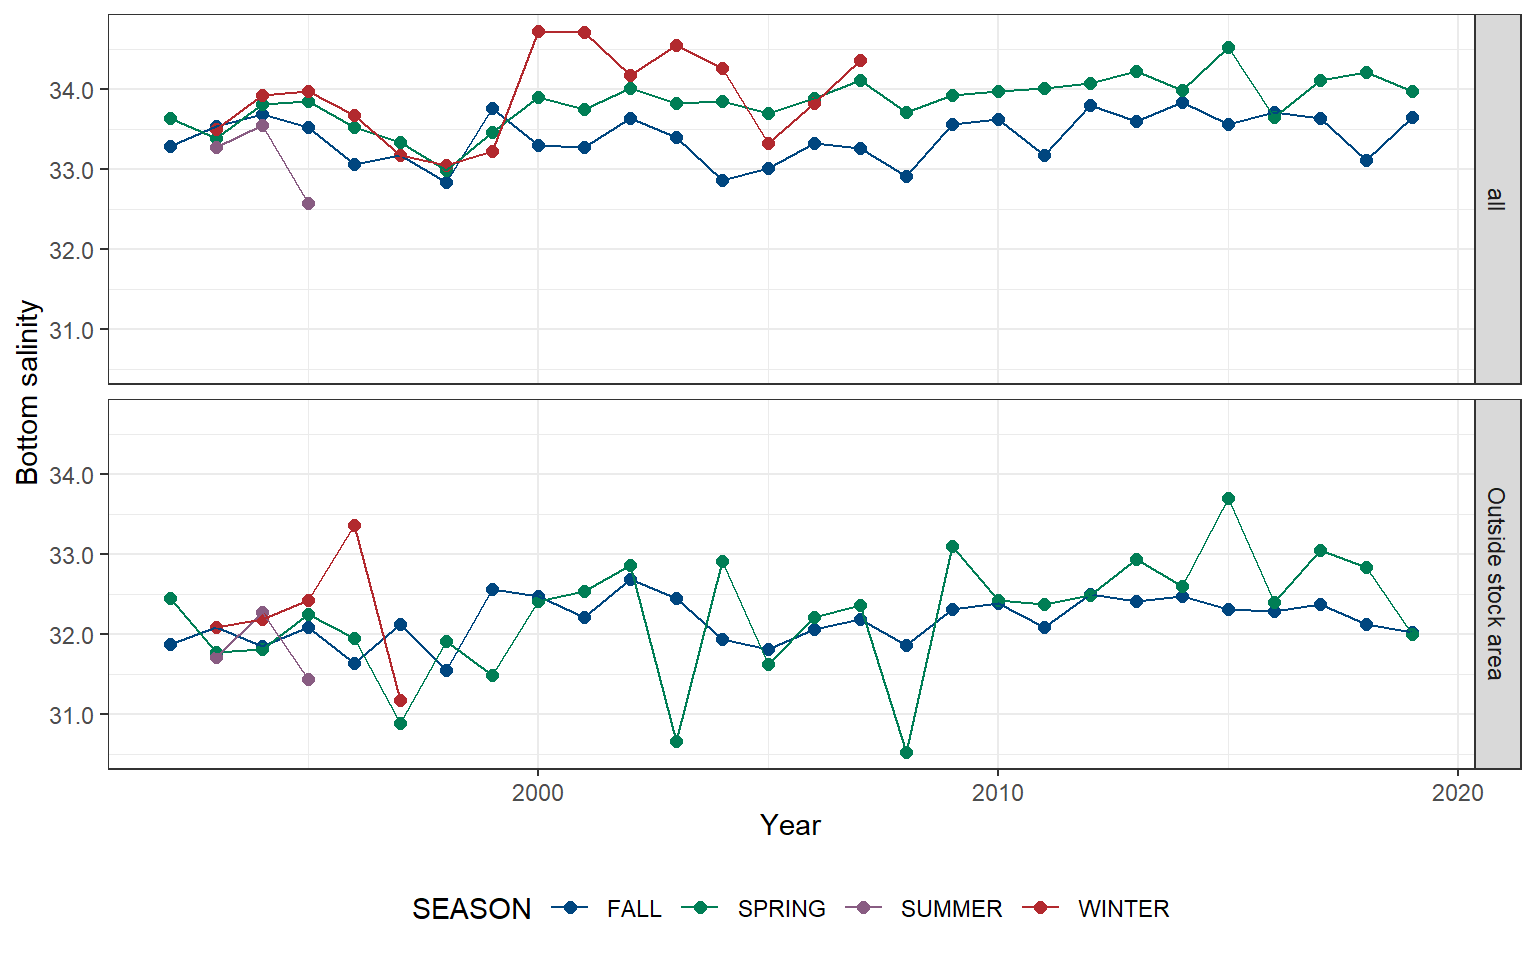 34.0
33.0
32.0
31.0
all
Bottom salinity
34.0
33.0
32.0
31.0
Outside stock area
2000 2010 2020
Year
SEASON FALL SPRING SUMMER WINTER